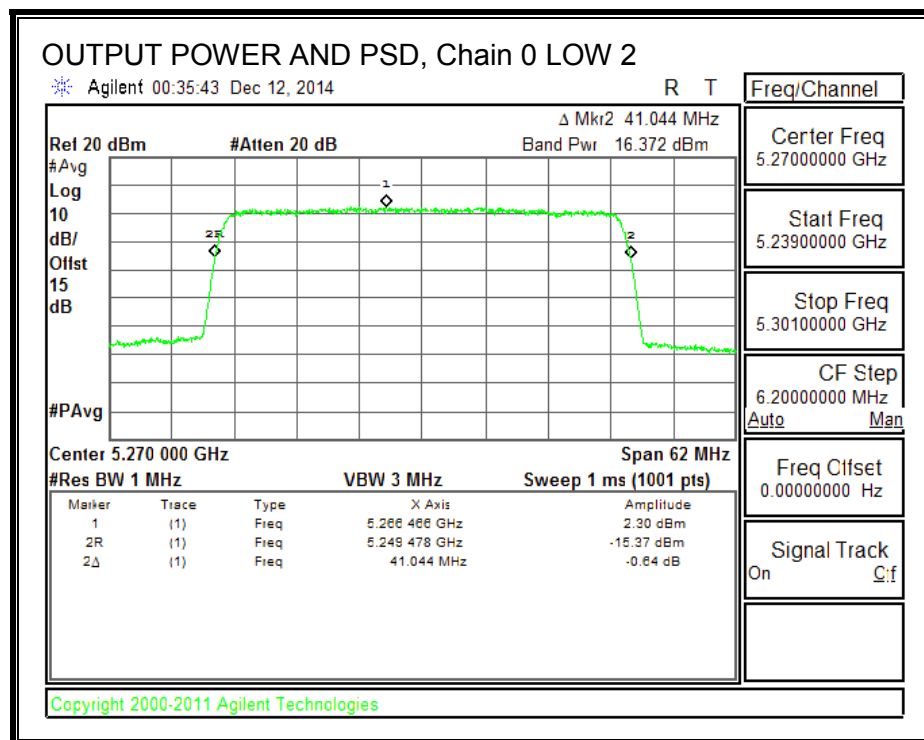 OUTPUT POWER AND PSD, Chain 0 LOW 2
Agilent 00:35:43 Dec 12, 2014 R T
Δ Mkr2 41.044 MHz
Ref 20 dBm #Atten 20 dB Band Pwr 16.372 dBm
#Avg
Log
10
dB/
Offst
15
dB
#PAvg
1
2R
2
Center 5.270 000 GHz Span 62 MHz
#Res BW 1 MHz VBW 3 MHz Sweep 1 ms (1001 pts)
Marker Trace Type X Axis Amplitude
1 (1) Freq 5.266 466 GHz 2.30 dBm
2R (1) Freq 5.249 478 GHz -15.37 dBm
2Δ (1) Freq 41.044 MHz -0.64 dB
Copyright 2000-2011 Agilent Technologies
Freq/Channel
Center Freq
5.27000000 GHz
Start Freq
5.23900000 GHz
Stop Freq
5.30100000 GHz
CF Step
6.20000000 MHz
Auto Man
Freq Offset
0.00000000 Hz
Signal Track
On Off